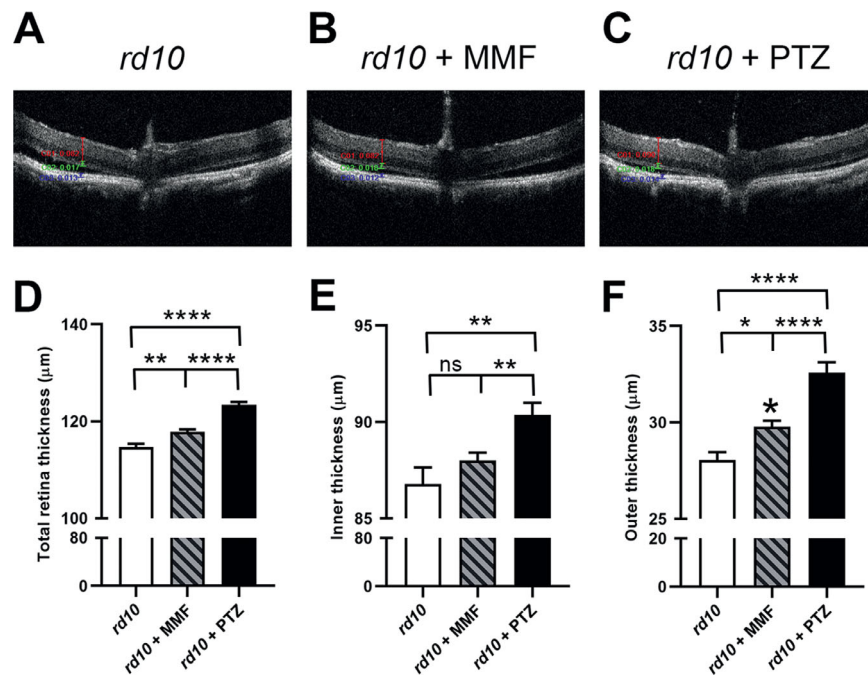 A
rd10
B
rd10 + MMF
C
rd10 + PTZ
D
Total retina thickness (μm)
140
120
100
80
0
****
** ****
rd10
rd10 + MMF
rd10 + PTZ
E
Inner thickness (μm)
95
90
85
80
0
**
ns **
rd10
rd10 + MMF
rd10 + PTZ
F
Outer thickness (μm)
35
30
25
20
0
****
* ****
*
rd10
rd10 + MMF
rd10 + PTZ